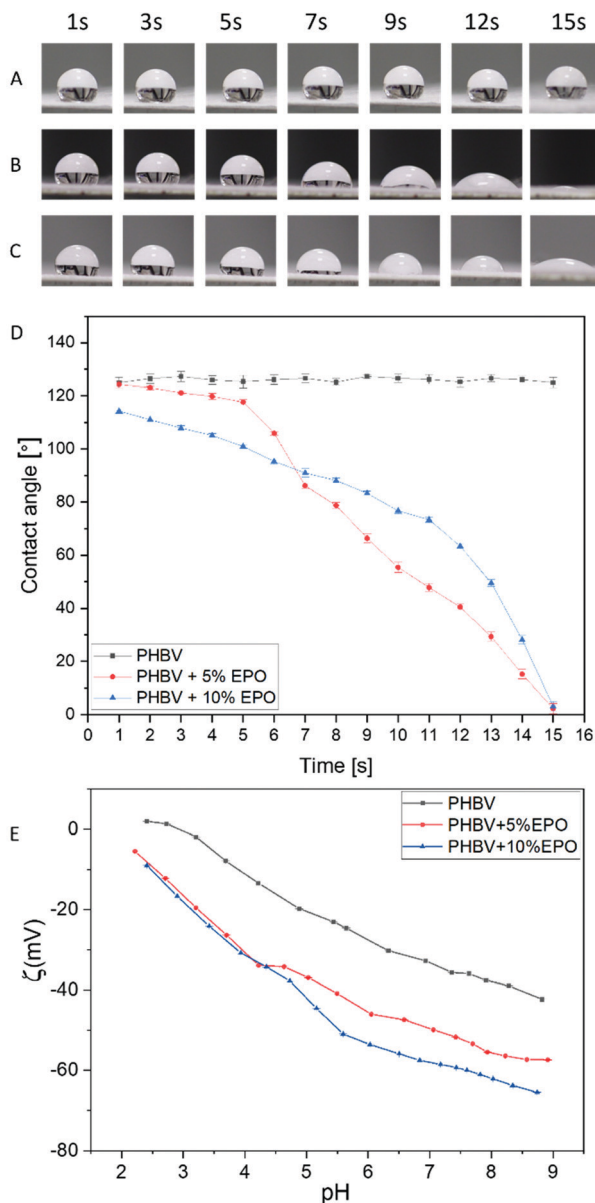 1s 3s 5s 7s 9s 12s 15s
A
B
C
D
140
120
100
80
60
40
20
0
Contact angle [°]
PHBV
PHBV + 5% EPO
PHBV + 10% EPO
0 1 2 3 4 5 6 7 8 9 10 11 12 13 14 15 16
Time [s]
E
PHBV
PHBV+5%EPO
PHBV+10%EPO
0
-20
-40
-60
-80
ζ(mV)
2 3 4 5 6 7 8 9
pH